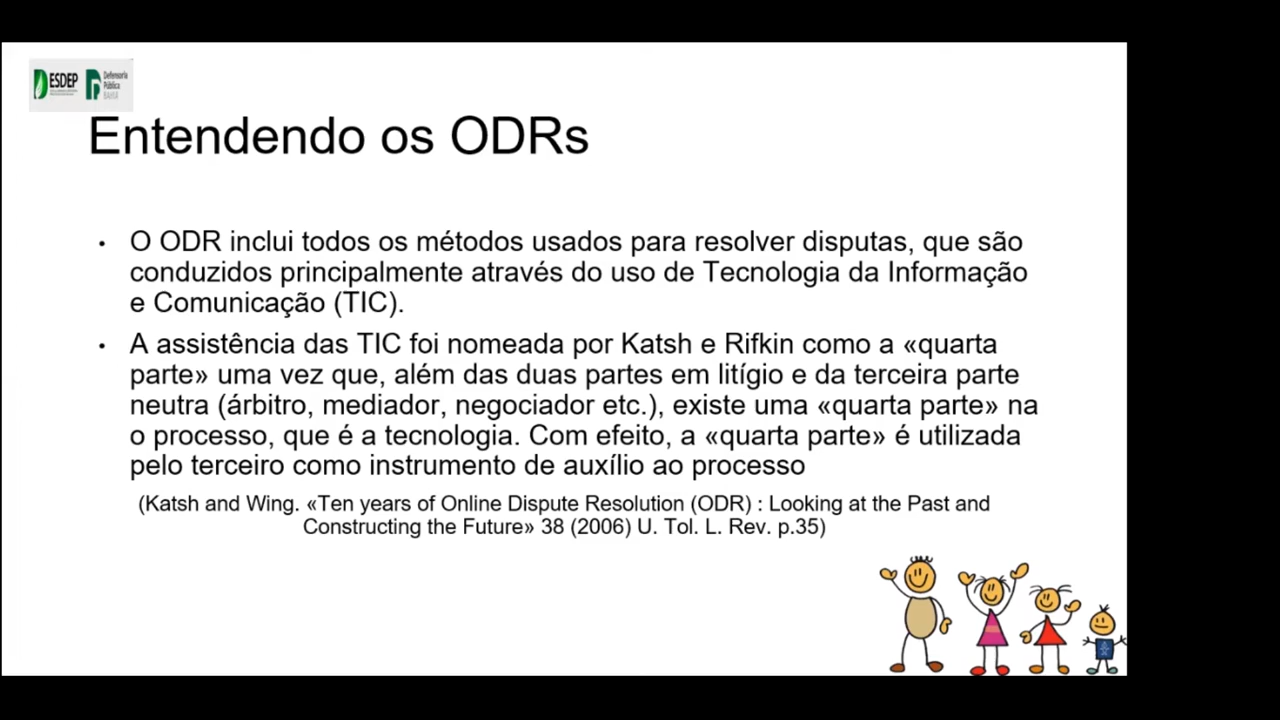 ESDEP
Defensoria
Pública
BAHIA
Entendendo os ODRs
• O ODR inclui todos os métodos usados para resolver disputas, que são
conduzidos principalmente através do uso de Tecnologia da Informação
e Comunicação (TIC).
• A assistência das TIC foi nomeada por Katsh e Rifkin como a «quarta
parte» uma vez que, além das duas partes em litígio e da terceira parte
neutra (árbitro, mediador, negociador etc.), existe uma «quarta parte» na
o processo, que é a tecnologia. Com efeito, a «quarta parte» é utilizada
pelo terceiro como instrumento de auxílio ao processo
(Katsh and Wing. «Ten years of Online Dispute Resolution (ODR) : Looking at the Past and
Constructing the Future» 38 (2006) U. Tol. L. Rev. p.35)